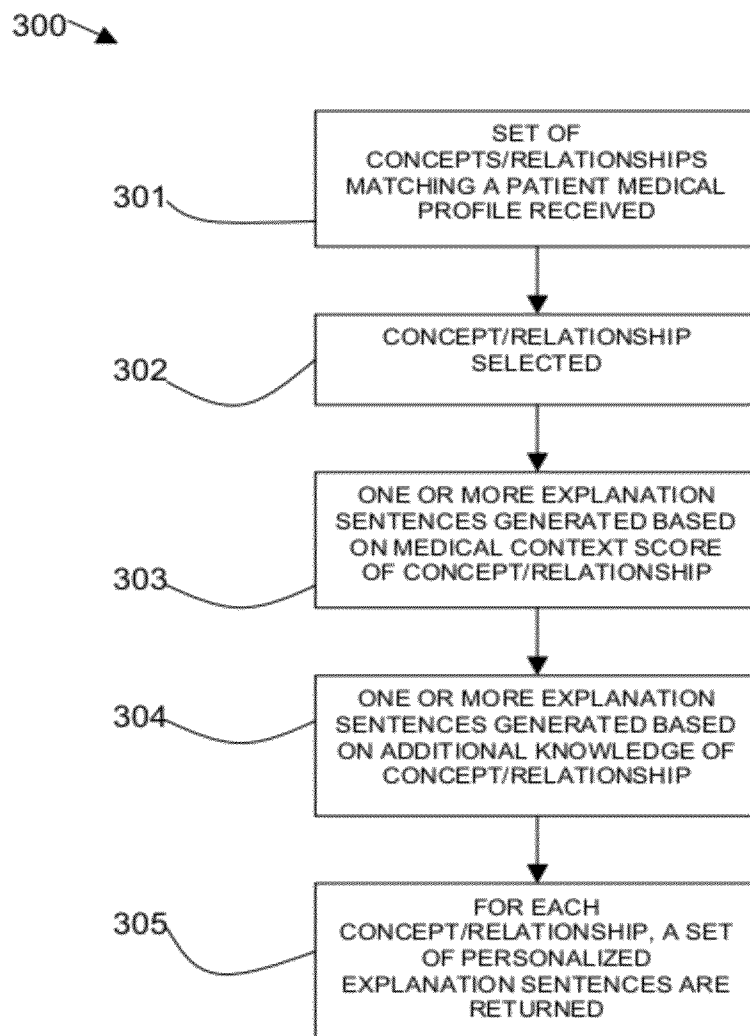 300
SET OF
CONCEPTS/RELATIONSHIPS
MATCHING A PATIENT MEDICAL
PROFILE RECEIVED
301
CONCEPT/RELATIONSHIP
SELECTED
302
ONE OR MORE EXPLANATION
SENTENCES GENERATED BASED
ON MEDICAL CONTEXT SCORE
OF CONCEPT/RELATIONSHIP
303
ONE OR MORE EXPLANATION
SENTENCES GENERATED BASED
ON ADDITIONAL KNOWLEDGE OF
CONCEPT/RELATIONSHIP
304
FOR EACH
CONCEPT/RELATIONSHIP, A SET
OF PERSONALIZED
EXPLANATION SENTENCES ARE
RETURNED
305